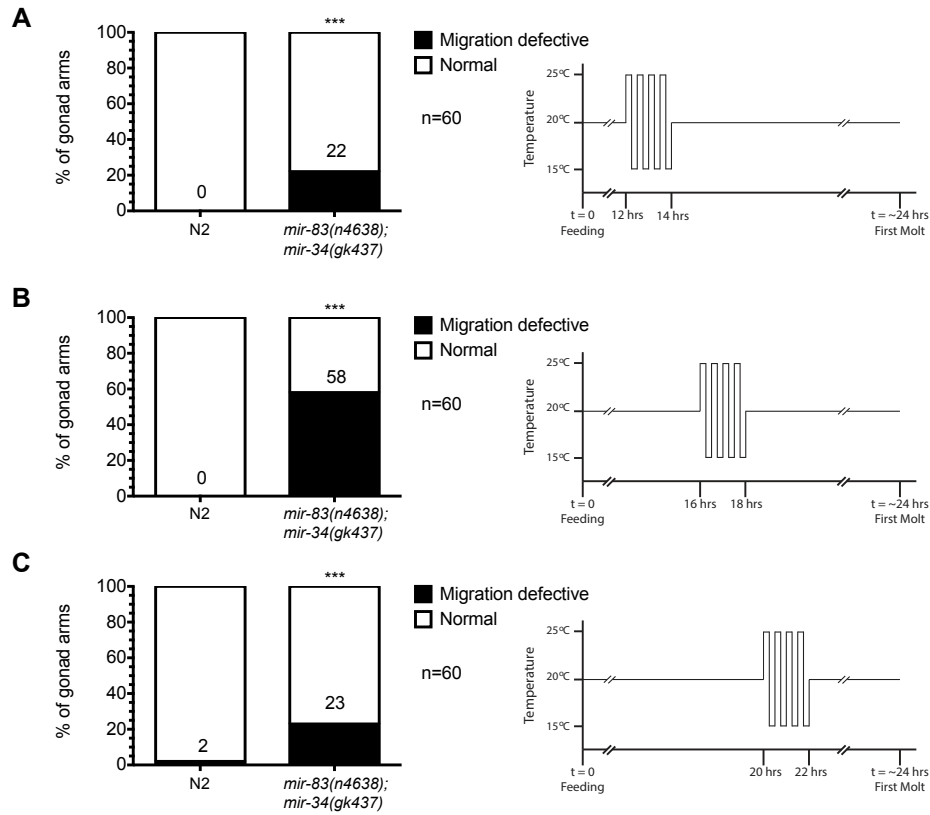 A
% of gonad arms
100
80
60
40
20
0
***
22
0
N2
mir-83(n4638);
mir-34(gk437)
Migration defective
Normal
n=60
Temperature
25ºC
20ºC
15ºC
t = 0
Feeding
12 hrs
14 hrs
t = ~24 hrs
First Molt
B
% of gonad arms
100
80
60
40
20
0
***
58
0
N2
mir-83(n4638);
mir-34(gk437)
Migration defective
Normal
n=60
Temperature
25ºC
20ºC
15ºC
t = 0
Feeding
16 hrs
18 hrs
t = ~24 hrs
First Molt
C
% of gonad arms
100
80
60
40
20
0
***
23
2
N2
mir-83(n4638);
mir-34(gk437)
Migration defective
Normal
n=60
Temperature
25ºC
20ºC
15ºC
t = 0
Feeding
20 hrs
22 hrs
t = ~24 hrs
First Molt